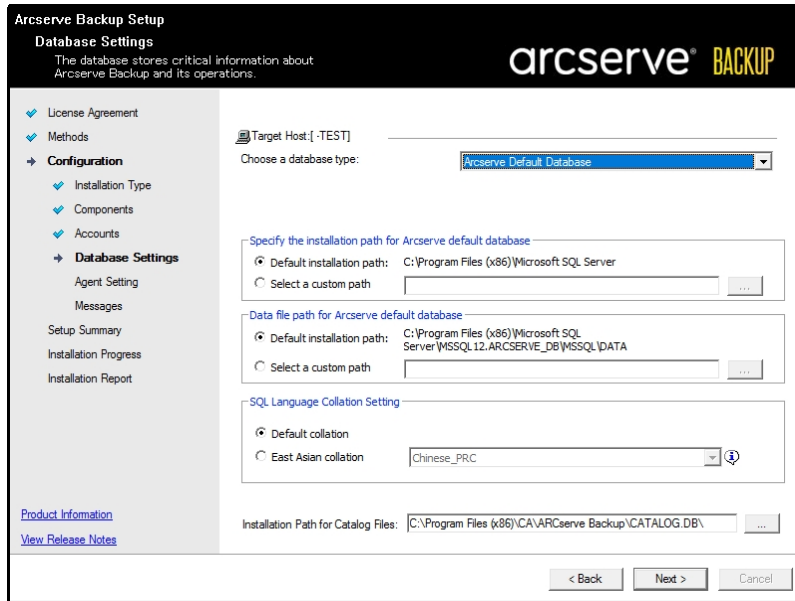 Arcserve Backup Setup
Database Settings
The database stores critical information about
Arcserve Backup and its operations.
arcserve® BACKUP
License Agreement
Methods
Configuration
Installation Type
Components
Accounts
Database Settings
Agent Setting
Messages
Setup Summary
Installation Progress
Installation Report
Product Information
View Release Notes
Target Host:[ -TEST]
Choose a database type:
Arcserve Default Database
Specify the installation path for Arcserve default database
Default installation path: C:\Program Files (x86)\Microsoft SQL Server
Select a custom path
...
Data file path for Arcserve default database
Default installation path: C:\Program Files (x86)\Microsoft SQL
Server\MSSQL12.ARCSERVE_DB\MSSQL\DATA
Select a custom path
...
SQL Language Collation Setting
Default collation
East Asian collation
Chinese_PRC
Installation Path for Catalog Files: C:\Program Files (x86)\CA\ARCserve Backup\CATALOG.DB\
...
< Back
Next >
Cancel